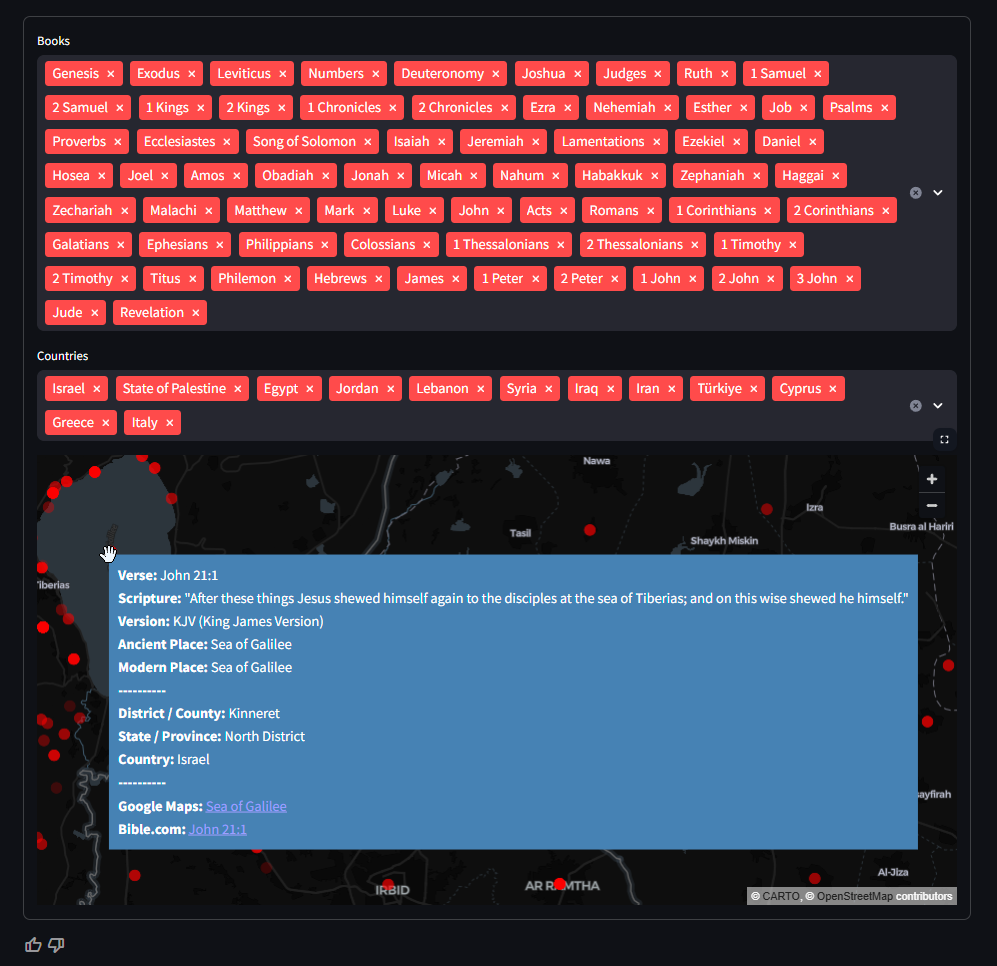 Books
Genesis × Exodus × Leviticus × Numbers × Deuteronomy × Joshua × Judges × Ruth × 1 Samuel ×
2 Samuel × 1 Kings × 2 Kings × 1 Chronicles × 2 Chronicles × Ezra × Nehemiah × Esther × Job × Psalms ×
Proverbs × Ecclesiastes × Song of Solomon × Isaiah × Jeremiah × Lamentations × Ezekiel × Daniel ×
Hosea × Joel × Amos × Obadiah × Jonah × Micah × Nahum × Habakkuk × Zephaniah × Haggai ×
Zechariah × Malachi × Matthew × Mark × Luke × John × Acts × Romans × 1 Corinthians × 2 Corinthians ×
Galatians × Ephesians × Philippians × Colossians × 1 Thessalonians × 2 Thessalonians × 1 Timothy ×
2 Timothy × Titus × Philemon × Hebrews × James × 1 Peter × 2 Peter × 1 John × 2 John × 3 John ×
Jude × Revelation ×
Countries
Israel × State of Palestine × Egypt × Jordan × Lebanon × Syria × Iraq × Iran × Türkiye × Cyprus ×
Greece × Italy ×
Nawa
Izra
Busra al Hariri
Tasil
Shaykh Miskin
Tiberias
Verse: John 21:1
Scripture: "After these things Jesus shewed himself again to the disciples at the sea of Tiberias; and on this wise shewed he himself."
Version: KJV (King James Version)
Ancient Place: Sea of Galilee
Modern Place: Sea of Galilee
----------
District / County: Kinneret
State / Province: North District
Country: Israel
----------
Google Maps: Sea of Galilee
Bible.com: John 21:1
ayfirah
Al-Jiza
IRBID
AR RAMTHA
© CARTO, © OpenStreetMap contributors